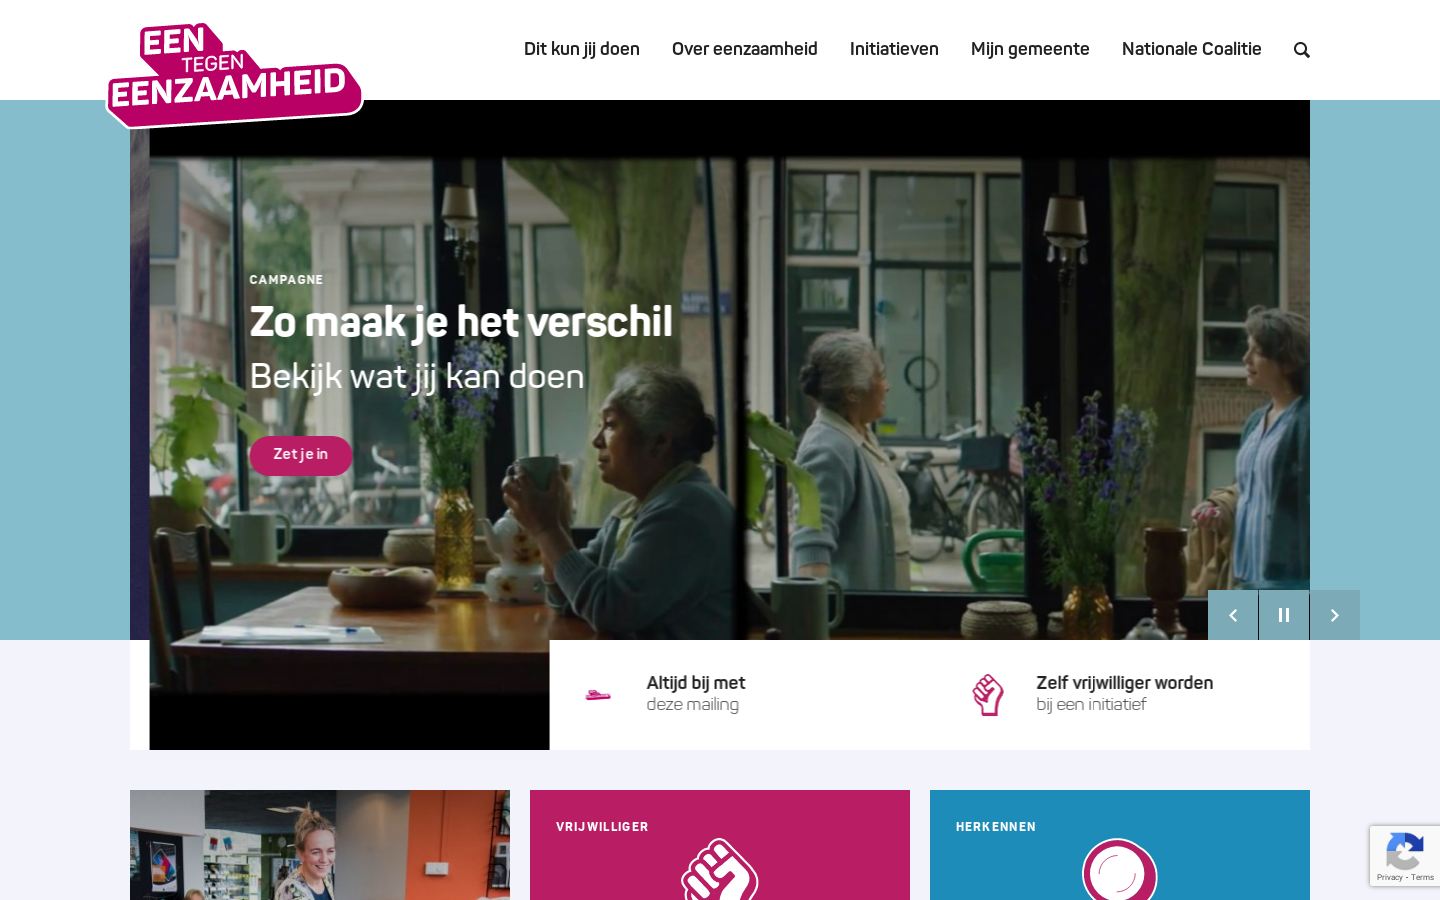 EEN
TEGEN
EENZAAMHEID
Dit kun jij doen
Over eenzaamheid
Initiatieven
Mijn gemeente
Nationale Coalitie
CAMPAGNE
Zo maak je het verschil
Bekijk wat jij kan doen
Zet je in
Altijd bij met
deze mailing
Zelf vrijwilliger worden
bij een initiatief
VRIJWILLIGER
HERKENNEN
Privacy - Terms